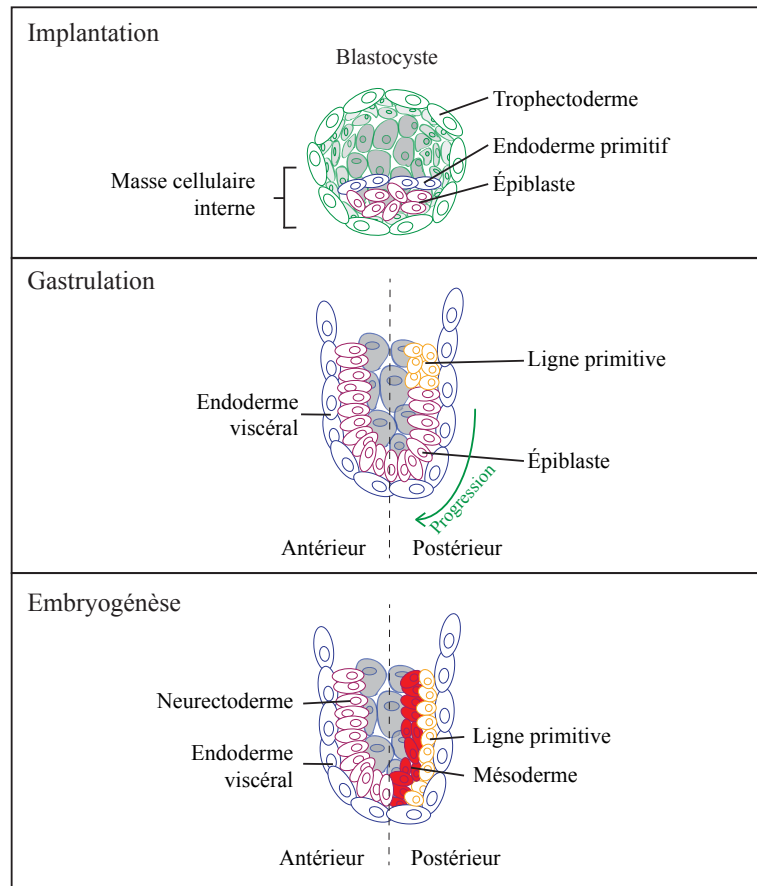 Implantation
Blastocyste
Trophectoderme
Endoderme primitif
Masse cellulaire
interne
Épiblaste
Gastrulation
Ligne primitive
Endoderme
viscéral
Épiblaste
Progression
Antérieur
Postérieur
Embryogénèse
Neurectoderme
Ligne primitive
Endoderme
viscéral
Mésoderme
Antérieur
Postérieur